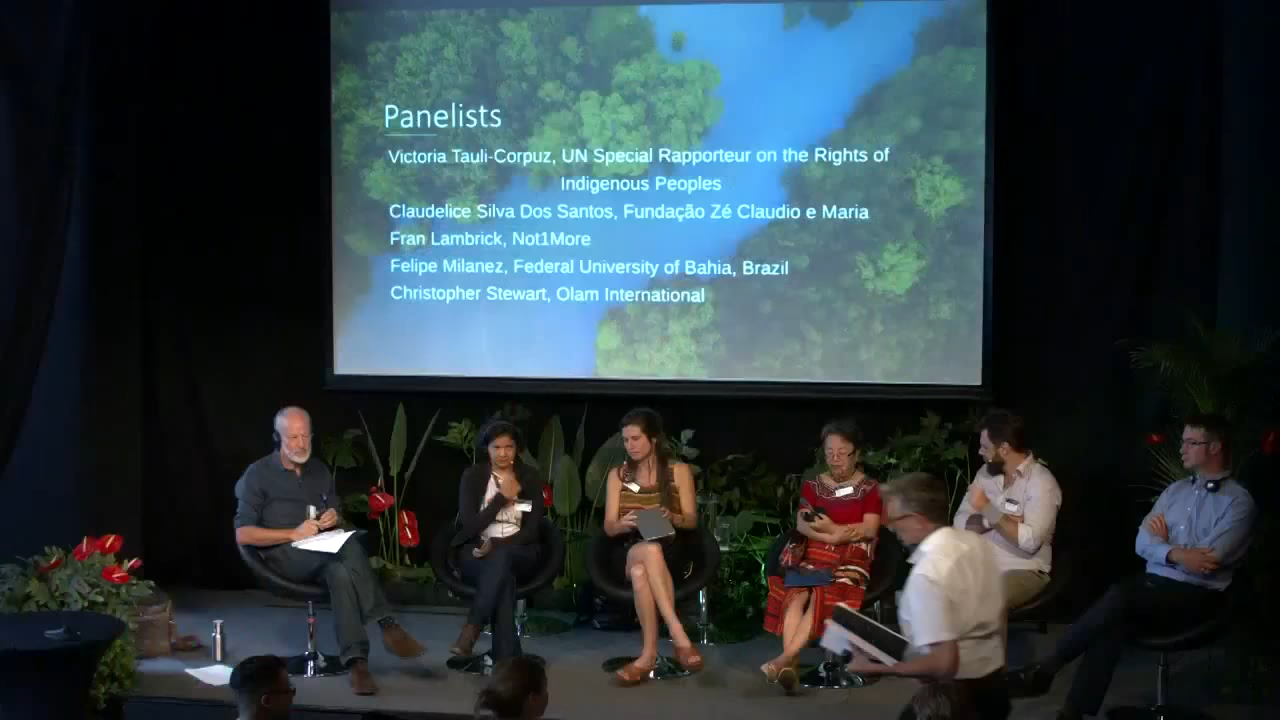 Panelists
Victoria Tauli-Corpuz, UN Special Rapporteur on the Rights of
Indigenous Peoples
Claudelice Silva Dos Santos, Fundação Zé Claudio e Maria
Fran Lambrick, Not1More
Felipe Milanez, Federal University of Bahia, Brazil
Christopher Stewart, Olam International